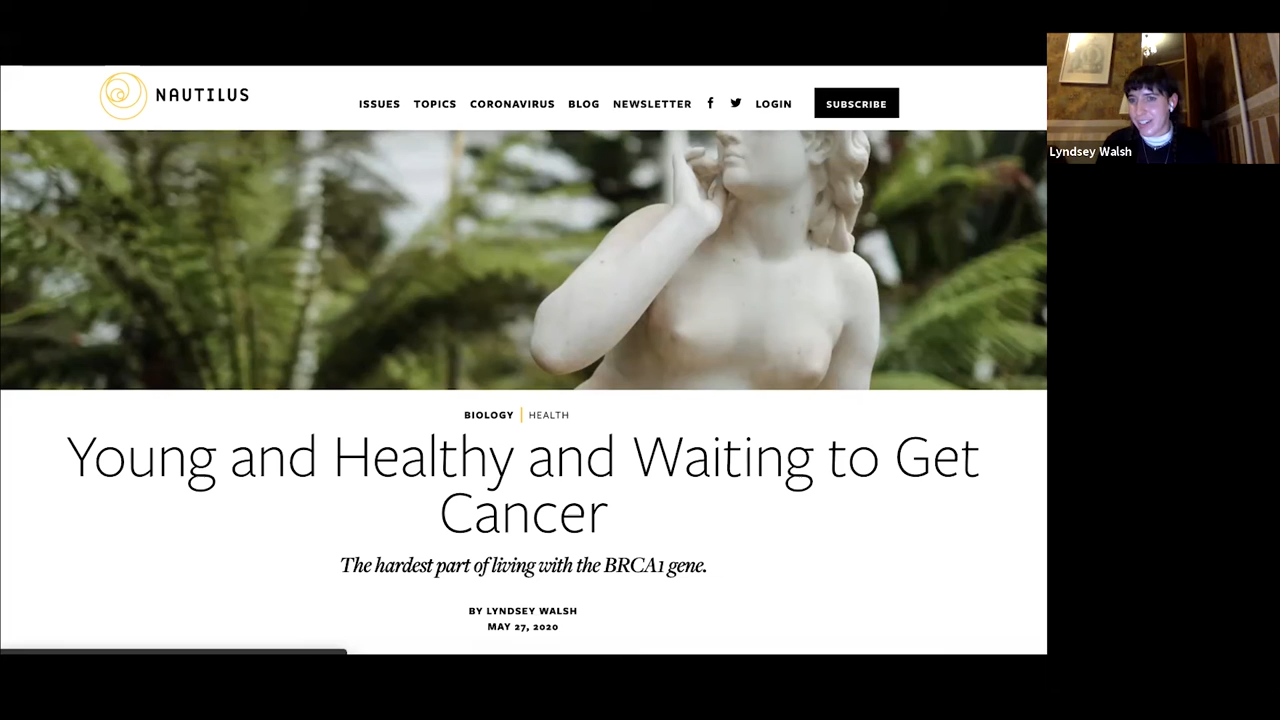 NAUTILUS
ISSUES TOPICS CORONAVIRUS BLOG NEWSLETTER LOGIN SUBSCRIBE
Lyndsey Walsh
BIOLOGY | HEALTH
Young and Healthy and Waiting to Get
Cancer
The hardest part of living with the BRCA1 gene.
BY LYNDSEY WALSH
MAY 27, 2020